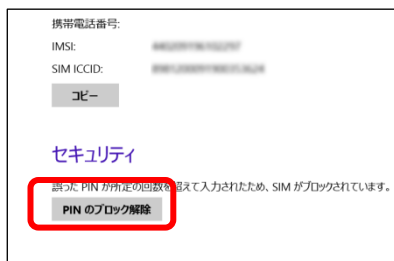 携帯電話番号:
IMSI:
SIM ICCID:
コピー
セキュリティ
誤った PIN が所定の回数を超えて入力されたため、SIM がブロックされています。
PIN のブロック解除